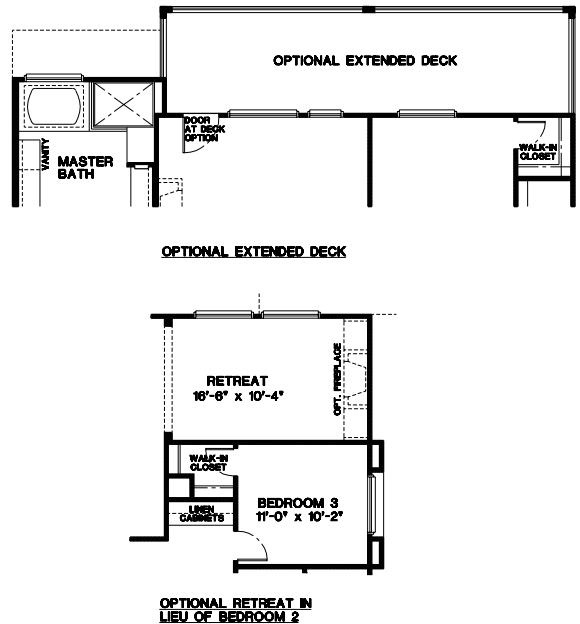 OPTIONAL EXTENDED DECK
DOOR
AT DECK
OPTION
VANITY
MASTER
BATH
WALK-IN
CLOSET
OPTIONAL EXTENDED DECK
RETREAT
16'-6" x 10'-4"
OPT. FIREPLACE
WALK-IN
CLOSET
BEDROOM 3
11'-0" x 10'-2"
LINEN
CABINETS
OPTIONAL RETREAT IN
LIEU OF BEDROOM 2